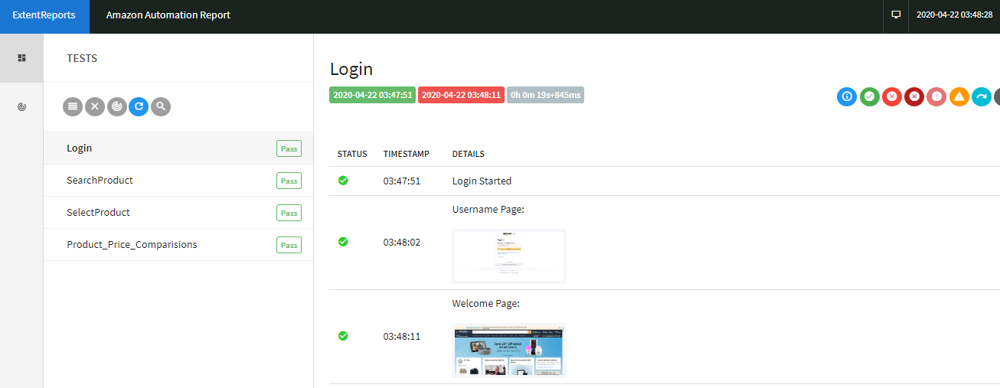 ExtentReports
Amazon Automation Report
2020-04-22 03:48:28
TESTS
Login Pass
SearchProduct Pass
SelectProduct Pass
Product_Price_Comparisions Pass
Login
2020-04-22 03:47:51 2020-04-22 03:48:11 0h 0m 19s+845ms
STATUS TIMESTAMP DETAILS
03:47:51 Login Started
Username Page:
03:48:02
Welcome Page:
03:48:11